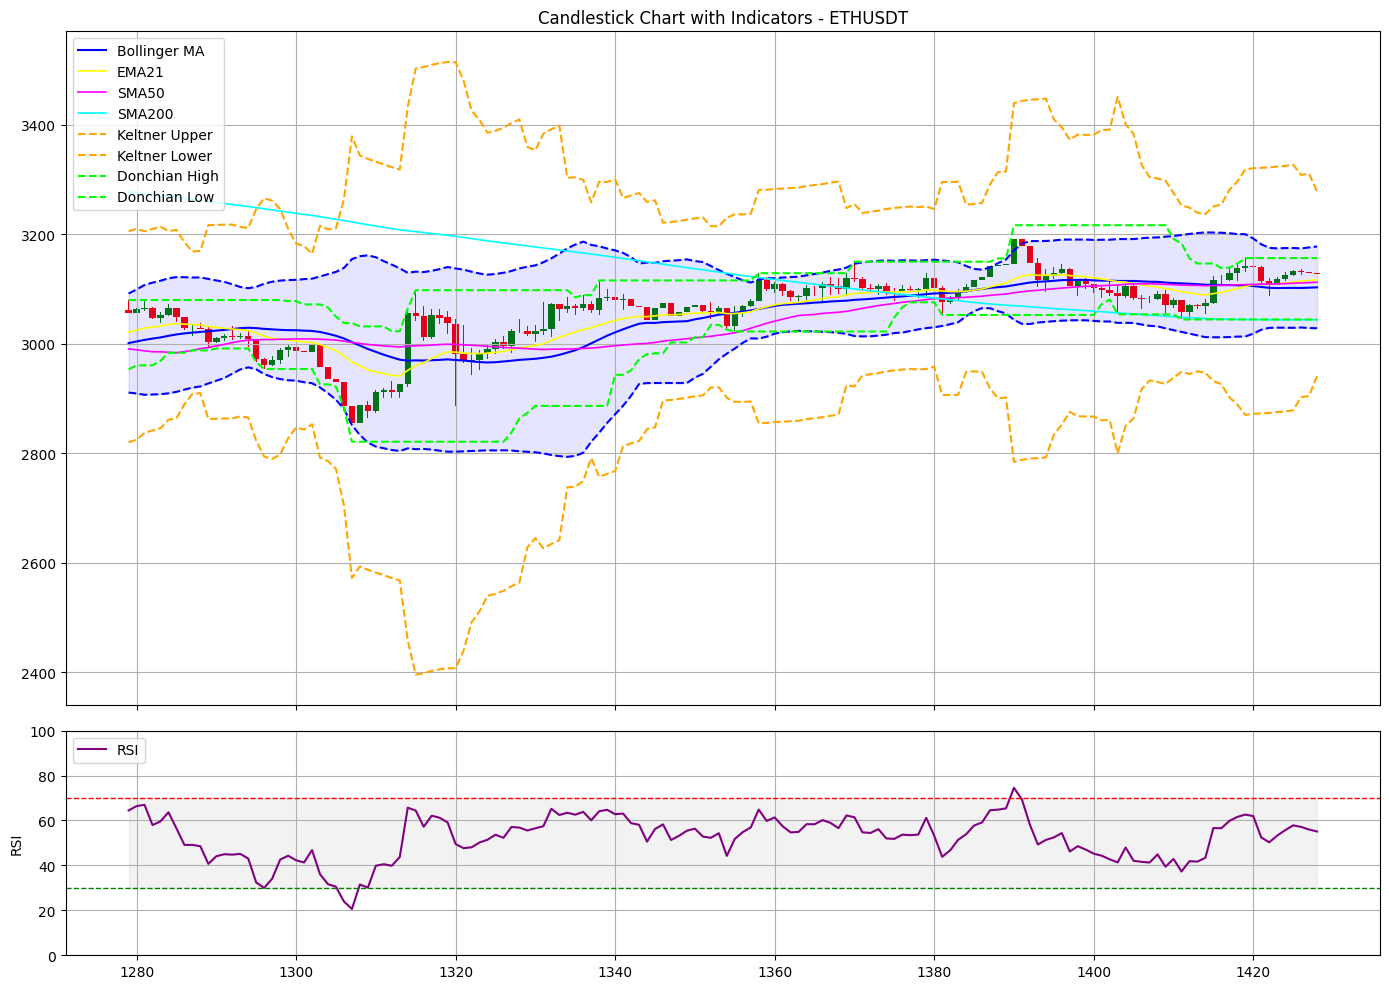 Candlestick Chart with Indicators - ETHUSDT
Bollinger MA
EMA21
SMA50
SMA200
Keltner Upper
Keltner Lower
Donchian High
Donchian Low
3400
3200
3000
2800
2600
2400
RSI
100
80
60
40
20
0
RSI
1280
1300
1320
1340
1360
1380
1400
1420